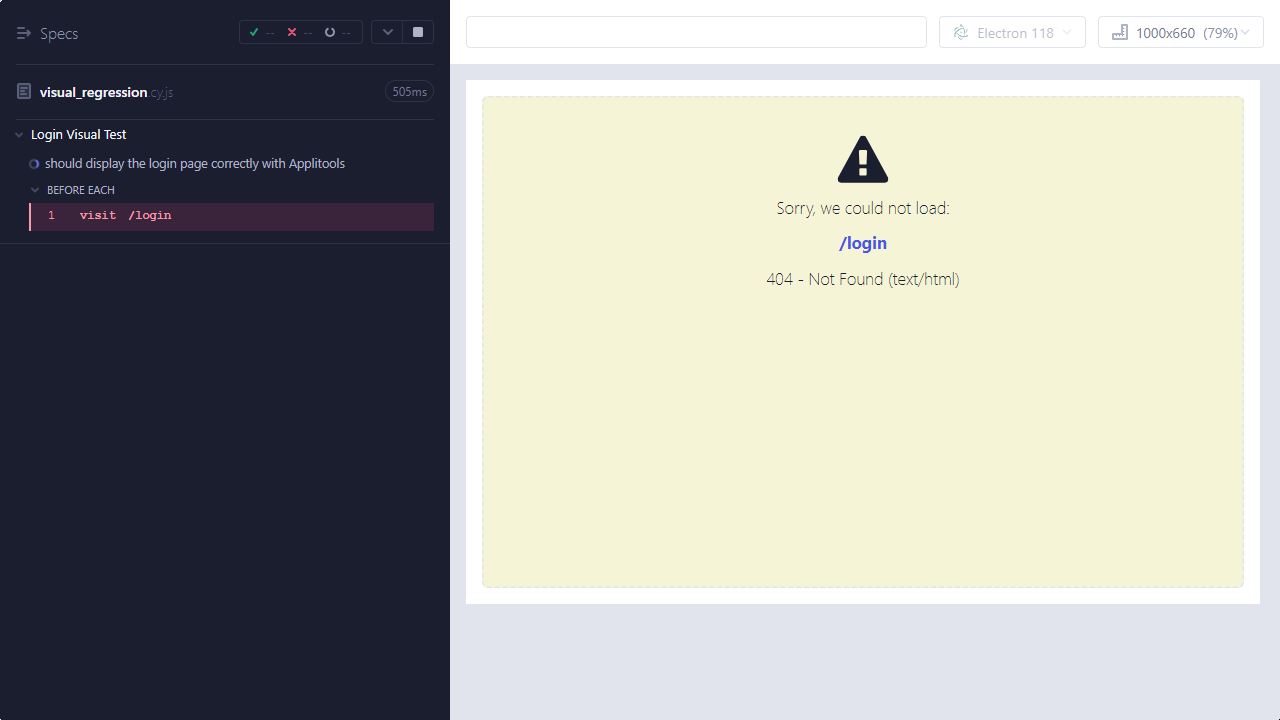 Specs
-- -- --
visual_regression.cy.js 505ms
Login Visual Test
should display the login page correctly with Applitools
BEFORE EACH
1 visit /login
Electron 118 1000x660 (79%)
Sorry, we could not load:
/login
404 - Not Found (text/html)